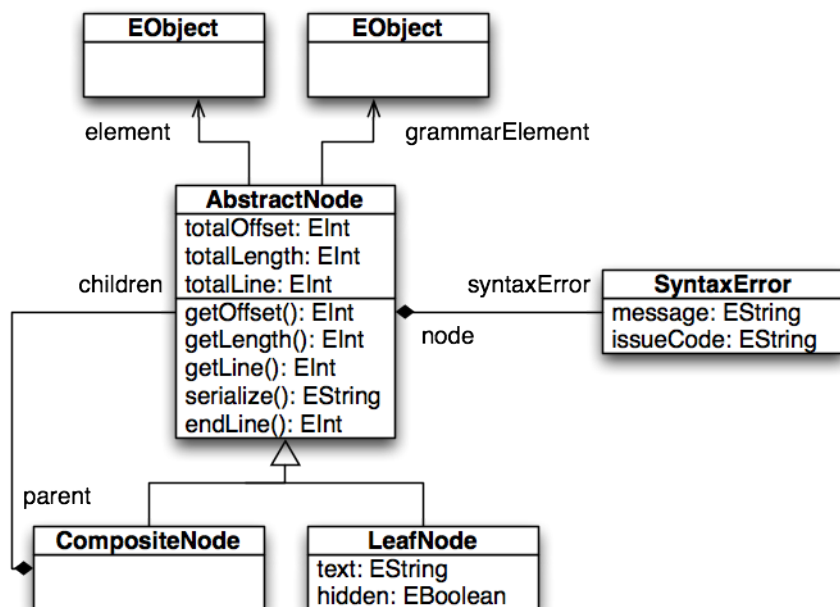 EObject
EObject
element
grammarElement
AbstractNode
totalOffset: EInt
totalLength: EInt
totalLine: EInt
getOffset(): EInt
getLength(): EInt
getLine(): EInt
serialize(): EString
endLine(): EInt
children
syntaxError
node
SyntaxError
message: EString
issueCode: EString
parent
CompositeNode
LeafNode
text: EString
hidden: EBoolean